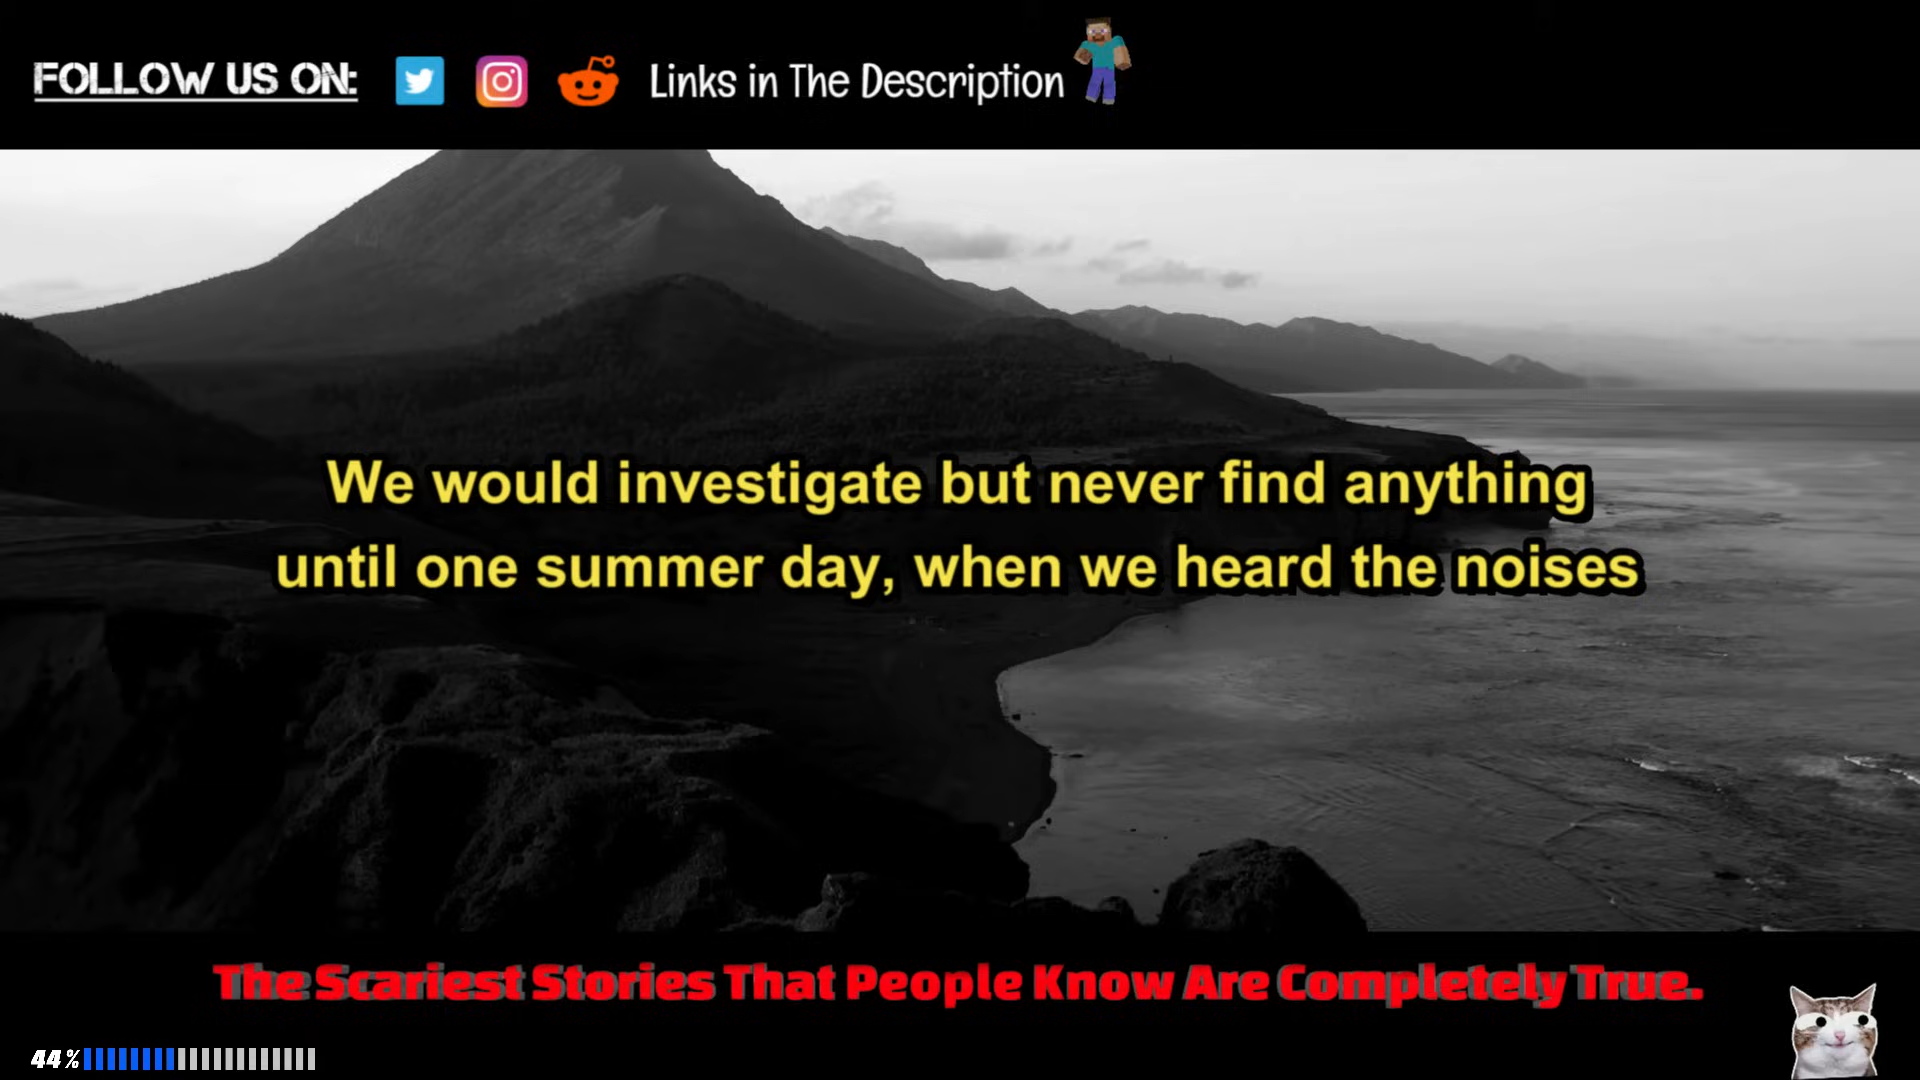 FOLLOW US ON: Links in The Description
We would investigate but never find anything
until one summer day, when we heard the noises
The Scariest Stories That People Know Are Completely True.
44%